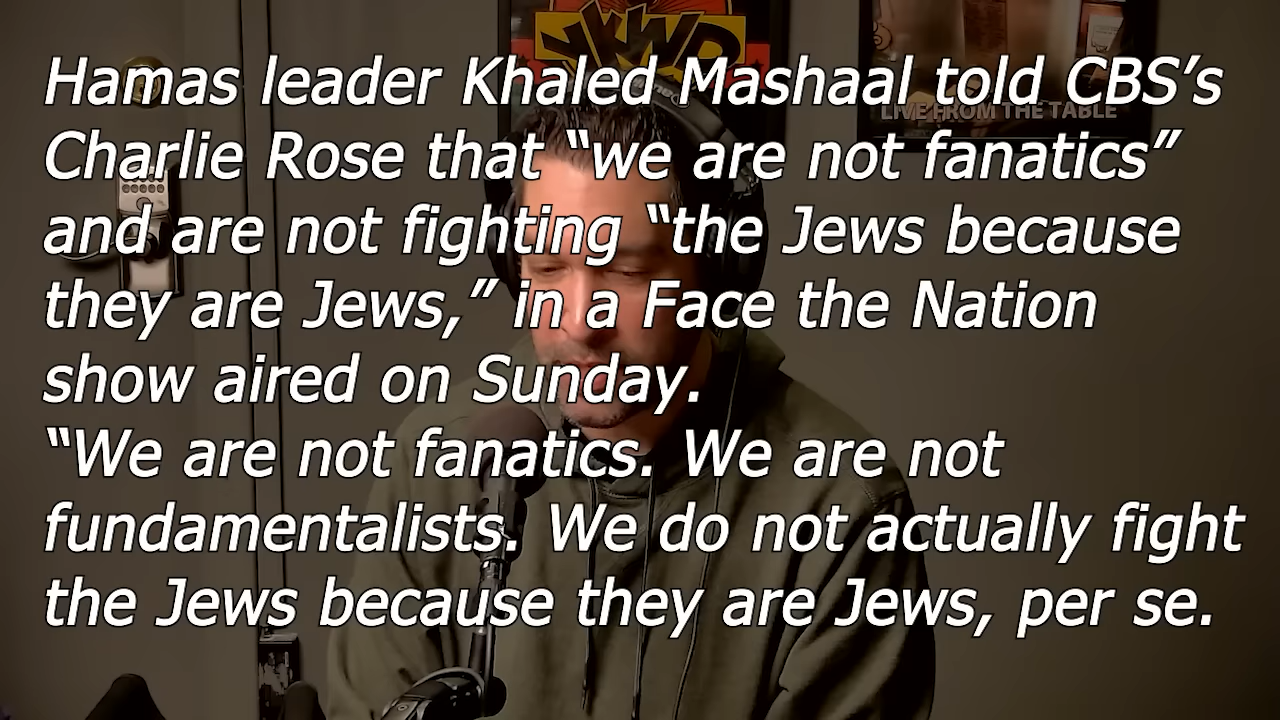 YKWD
LIVE FROM THE TABLE
Hamas leader Khaled Mashaal told CBS’s
Charlie Rose that “we are not fanatics”
and are not fighting “the Jews because
they are Jews,” in a Face the Nation
show aired on Sunday.
“We are not fanatics. We are not
fundamentalists. We do not actually fight
the Jews because they are Jews, per se.